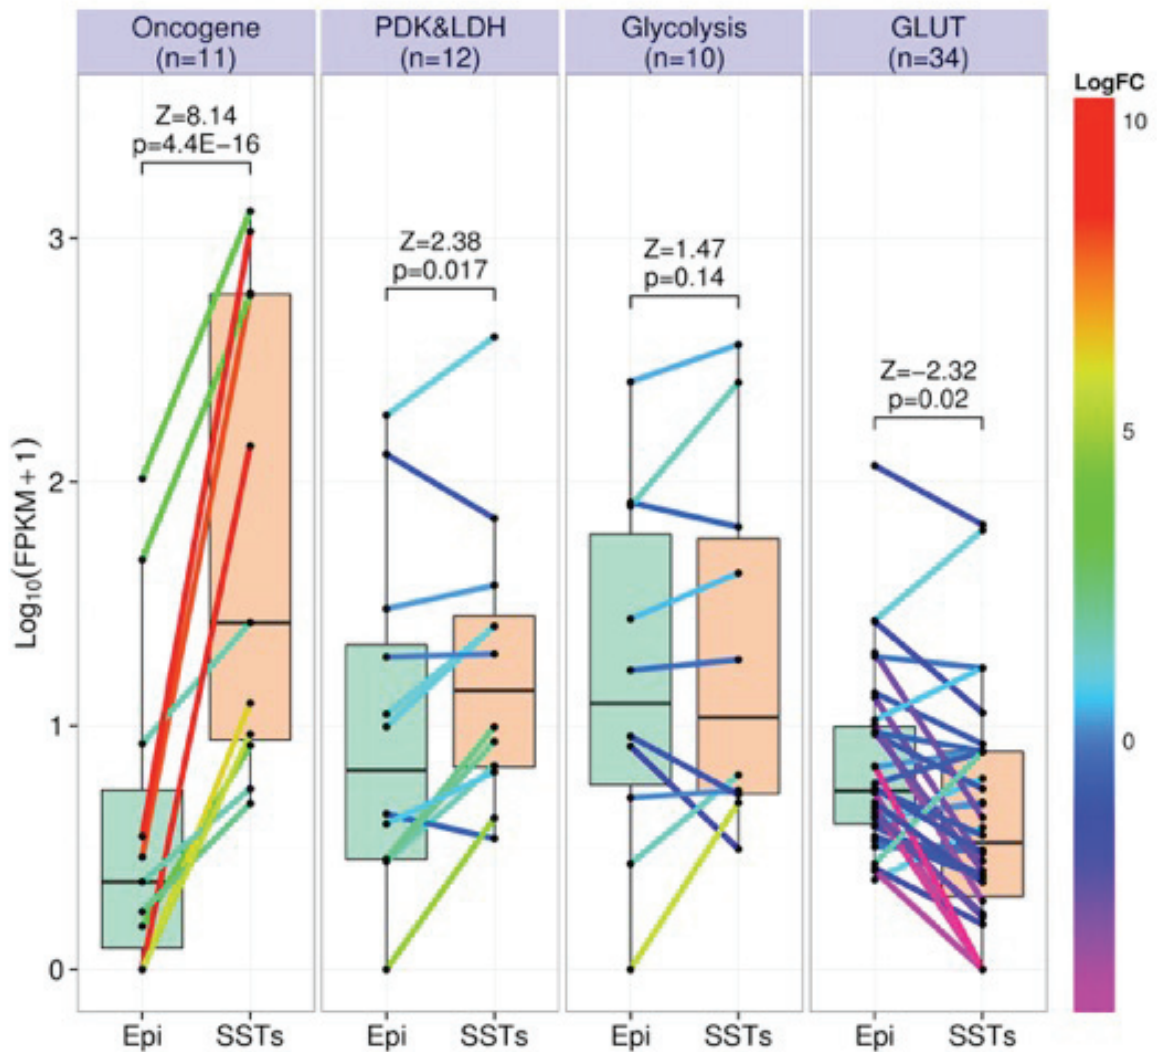 Oncogene
(n=11)
PDK&LDH
(n=12)
Glycolysis
(n=10)
GLUT
(n=34)
LogFC
10
5
0
Z=8.14
p=4.4E−16
Z=2.38
p=0.017
Z=1.47
p=0.14
Z=−2.32
p=0.02
Log₁₀(FPKM+1)
3
2
1
0
Epi SSTs
Epi SSTs
Epi SSTs
Epi SSTs